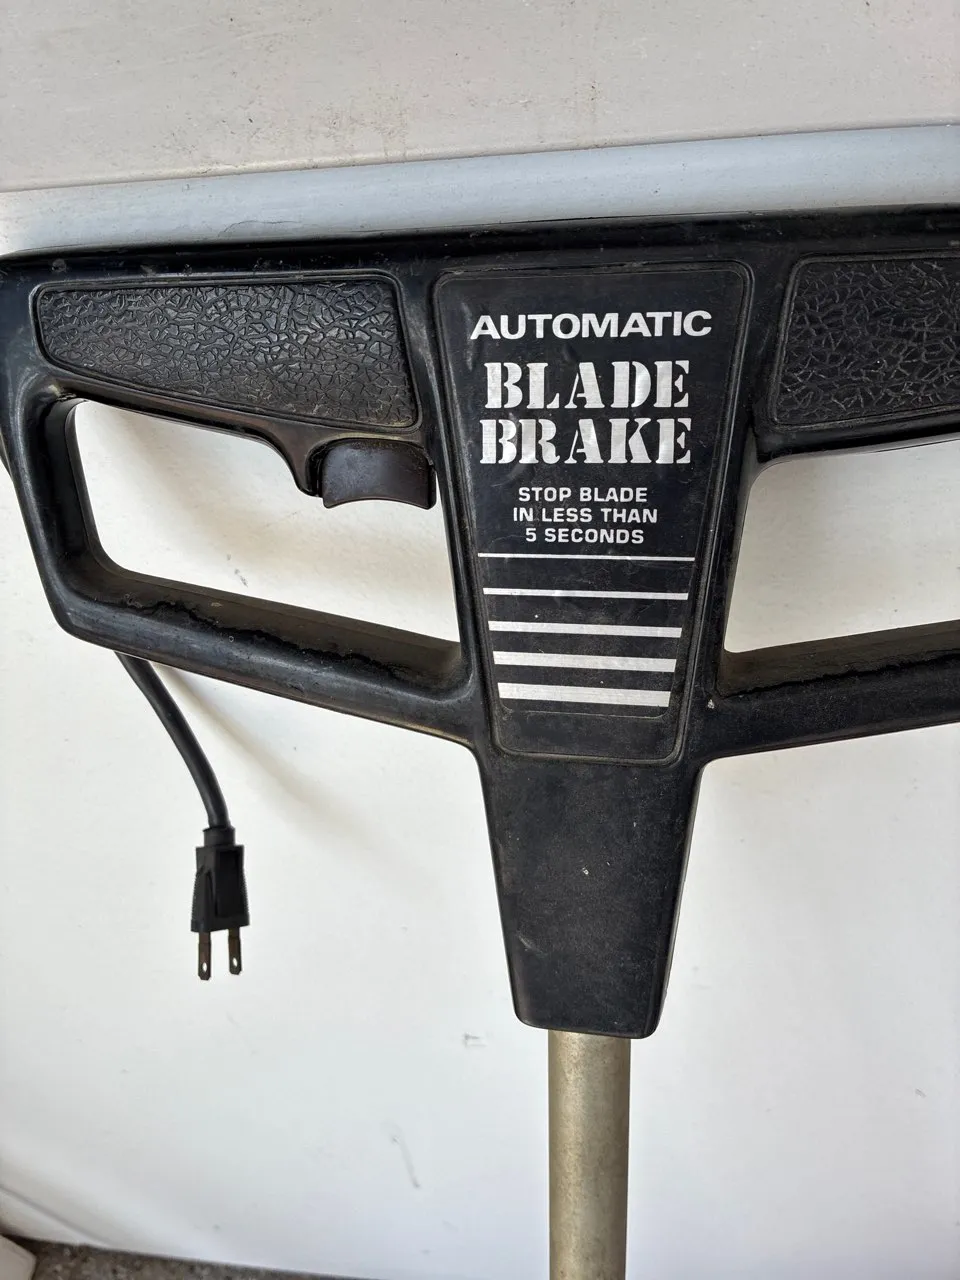 AUTOMATIC
BLADE
BRAKE
STOP BLADE
IN LESS THAN
5 SECONDS